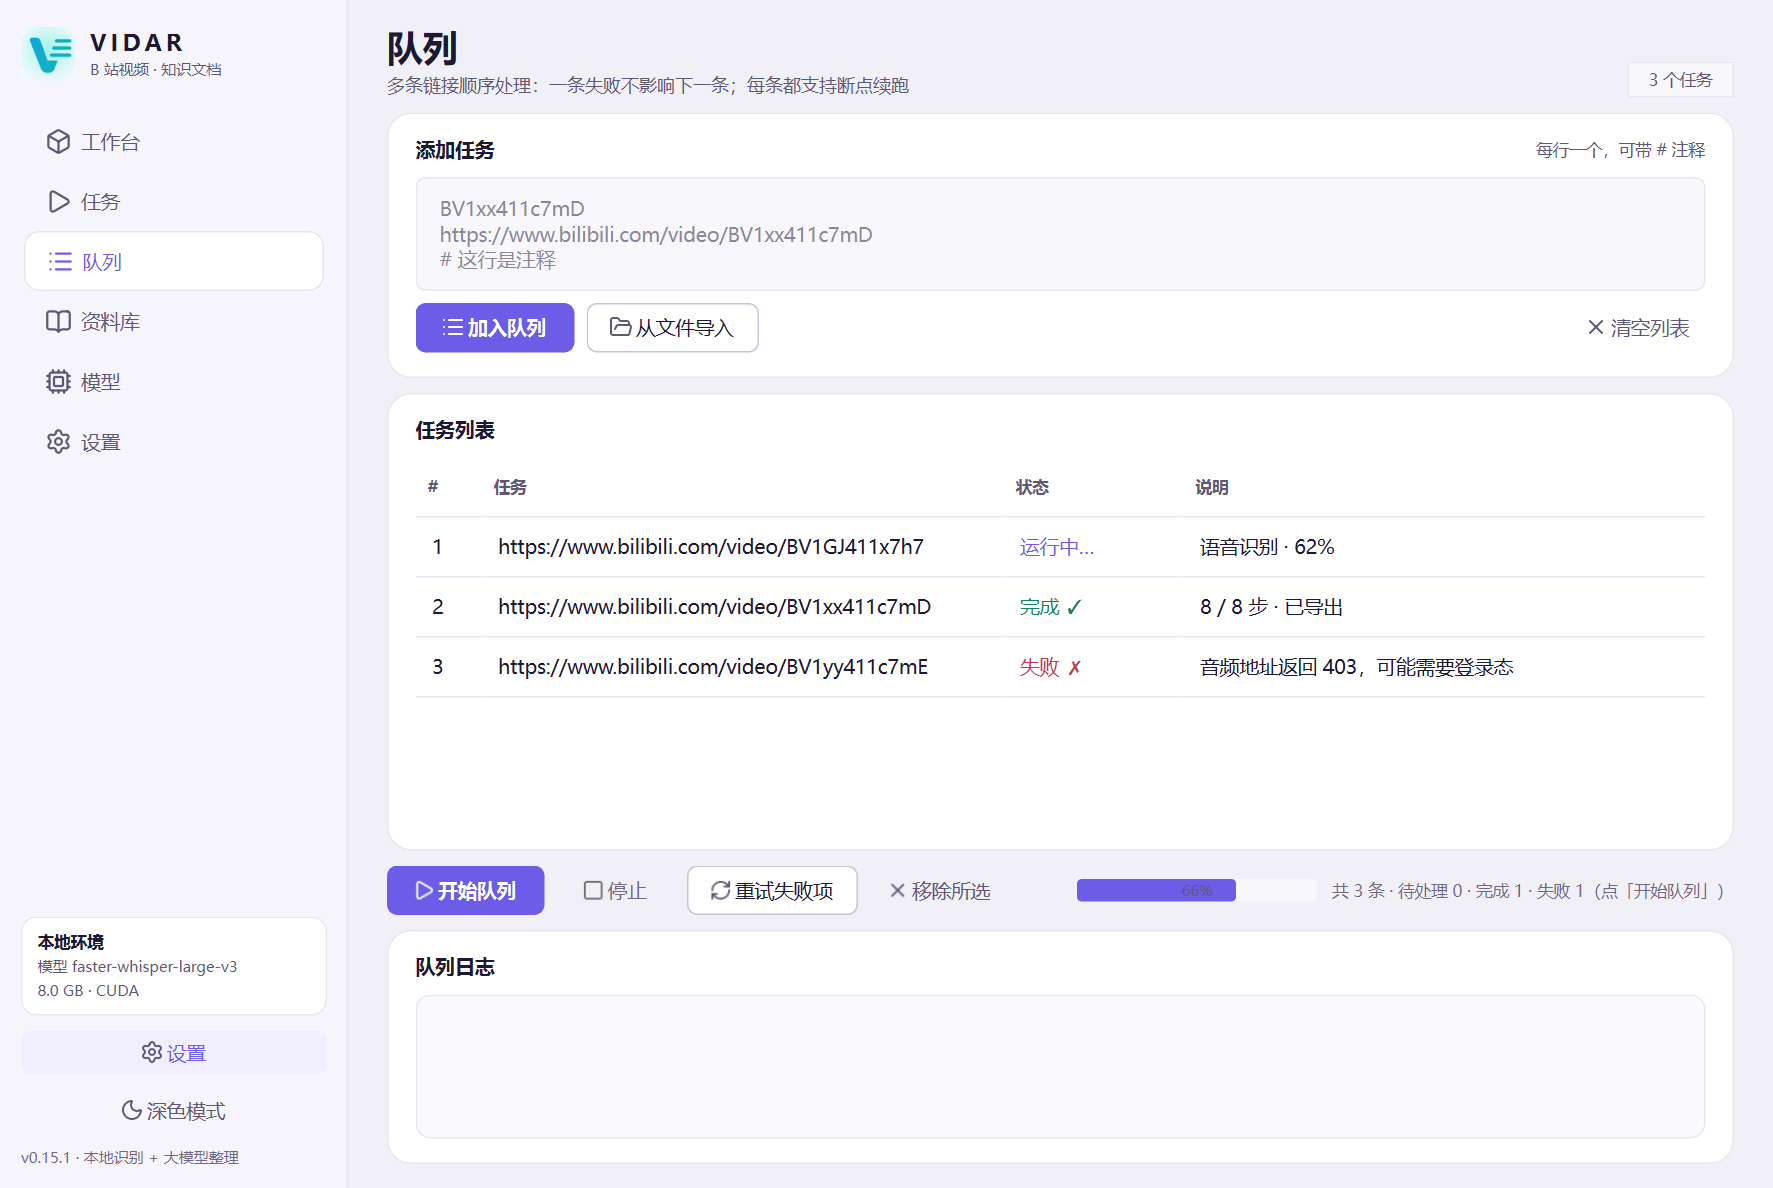 VIDAR
B 站视频 · 知识文档
工作台
任务
队列
资料库
模型
设置
本地环境
模型 faster-whisper-large-v3
8.0 GB · CUDA
设置
深色模式
v0.15.1 · 本地识别 + 大模型整理
队列
多条链接顺序处理：一条失败不影响下一条；每条都支持断点续跑
3 个任务
添加任务
每行一个，可带 # 注释
BV1xx411c7mD
https://www.bilibili.com/video/BV1xx411c7mD
# 这行是注释
加入队列
从文件导入
清空列表
任务列表
# 任务 状态 说明
1 https://www.bilibili.com/video/BV1GJ411x7h7 运行中... 语音识别 · 62%
2 https://www.bilibili.com/video/BV1xx411c7mD 完成 ✓ 8 / 8 步 · 已导出
3 https://www.bilibili.com/video/BV1yy411c7mE 失败 ✗ 音频地址返回 403，可能需要登录态
开始队列
停止
重试失败项
移除所选
66%
共 3 条 · 待处理 0 · 完成 1 · 失败 1（点「开始队列」）
队列日志